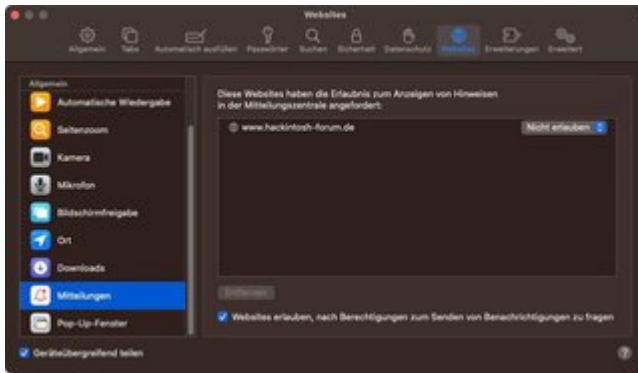 Websites
Allgemein Tabs Automatisch ausfüllen Passwörter Suchen Sicherheit Datenschutz Websites Erweiterungen Erweitert
Allgemein
Automatische Wiedergabe
Seitenzoom
Kamera
Mikrofon
Bildschirmfreigabe
Ort
Downloads
Mitteilungen
Pop-Up-Fenster
Diese Websites haben die Erlaubnis zum Anzeigen von Hinweisen
in der Mitteilungszentrale angefordert:
www.hackintosh-forum.de Nicht erlauben
Entfernen
Websites erlauben, nach Berechtigungen zum Senden von Benachrichtigungen zu fragen
Geräteübergreifend teilen
?